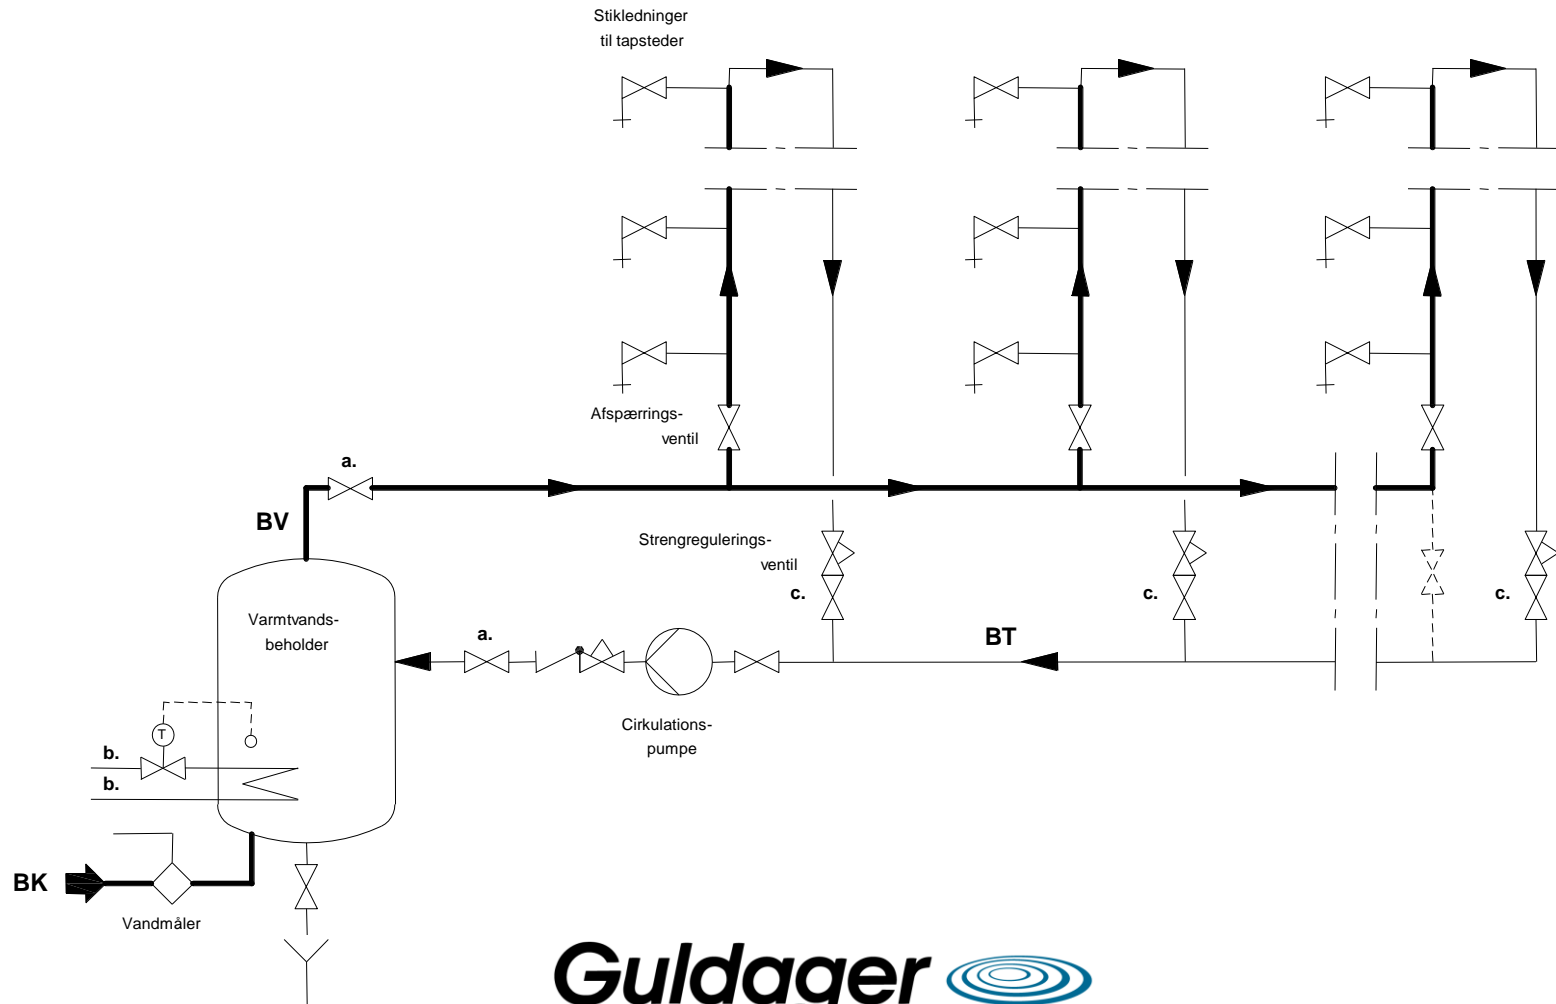 Stikledninger
til tapsteder
Afspærrings-
ventil
a.
BV
Strengregulerings-
ventil
c.
c.
c.
Varmtvands-
beholder
a.
BT
Cirkulations-
pumpe
T
b.
b.
BK
Vandmåler
Guldager